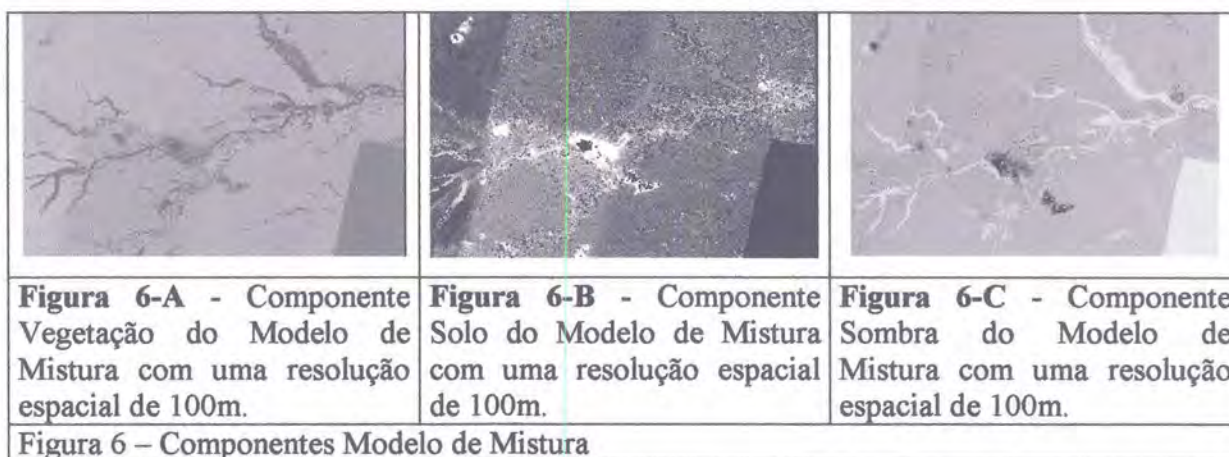 Figura 6-A - Componente
Vegetação do Modelo de
Mistura com uma resolução
espacial de 100m.
Figura 6-B - Componente
Solo do Modelo de Mistura
com uma resolução espacial
de 100m.
Figura 6-C - Componente
Sombra do Modelo de
Mistura com uma resolução
espacial de 100m.
Figura 6 – Componentes Modelo de Mistura